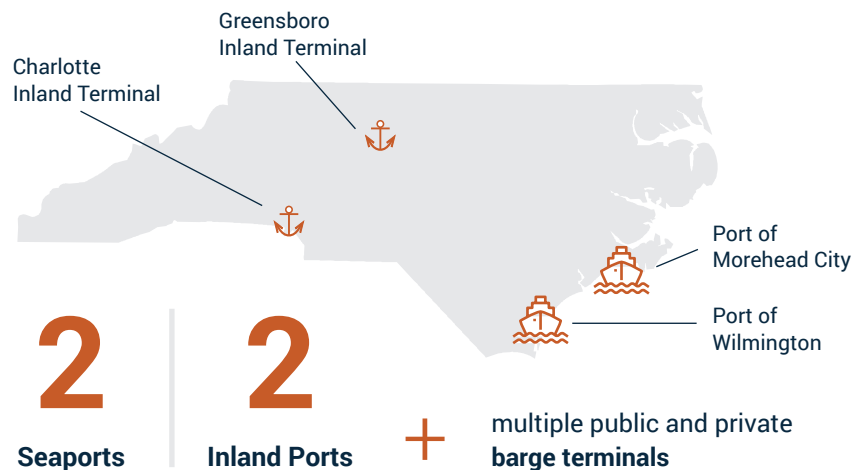 Greensboro
Inland Terminal
Charlotte
Inland Terminal
Port of
Morehead City
Port of
Wilmington
2
Seaports
2
Inland Ports
+
multiple public and private
barge terminals